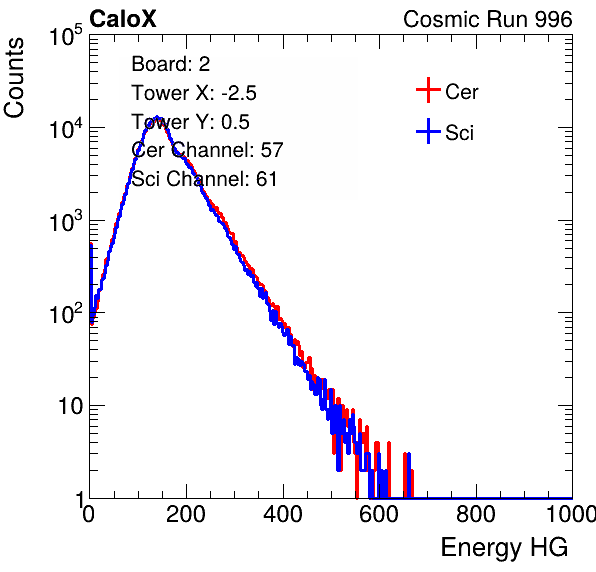 CaloX Cosmic Run 996
Counts
10^5
10^4
10^3
10^2
10
1
Board: 2
Tower X: -2.5
Tower Y: 0.5
Cer Channel: 57
Sci Channel: 61
Cer
Sci
0 200 400 600 800 1000
Energy HG